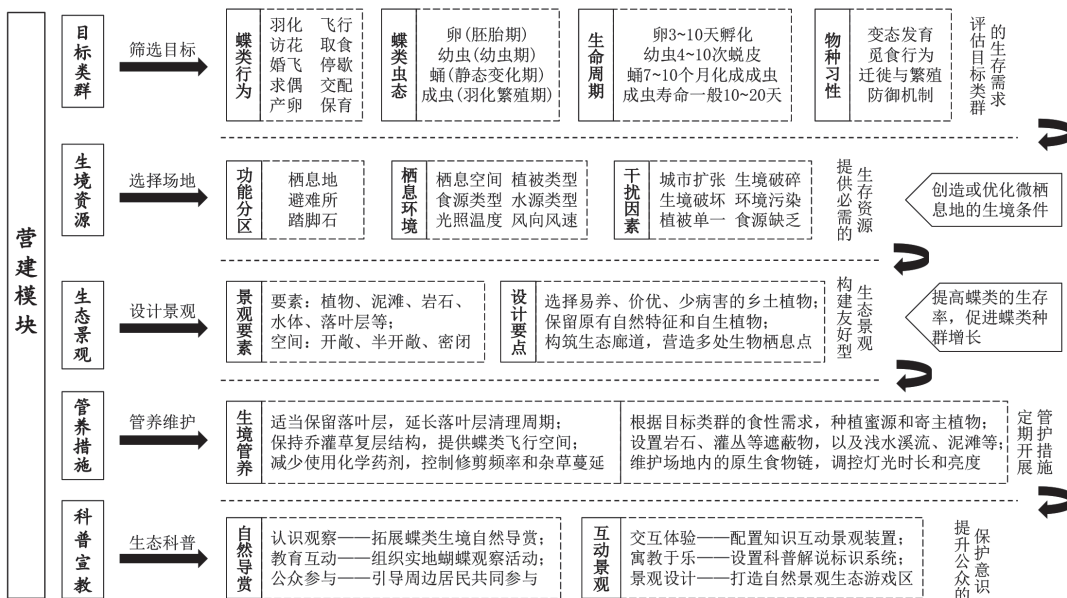 营建模块
目标类群
筛选目标
蝶类行为
羽化 飞行
访花 取食
婚飞 停歇
求偶 交配
产卵 保育
蝶类虫态
卵(胚胎期)
幼虫(幼虫期)
蛹(静态变化期)
成虫(羽化繁殖期)
生命周期
卵3~10天孵化
幼虫4~10次蜕皮
蛹7~10个月化成成虫
成虫寿命一般10~20天
物种习性
变态发育
觅食行为
迁徙与繁殖
防御机制
评估目标类群
的生存需求
生境资源
选择场地
功能分区
栖息地
避难所
踏脚石
栖息环境
栖息空间 植被类型
食源类型 水源类型
光照温度 风向风速
干扰因素
城市扩张 生境破碎
生境破坏 环境污染
植被单一 食源缺乏
提供必需的
生存资源
创造或优化微栖
息地的生境条件
生态景观
设计景观
景观要素
要素：植物、泥滩、岩石、
水体、落叶层等；
空间：开敞、半开敞、密闭
设计要点
选择易养、价优、少病害的乡土植物；
保留原有自然特征和自生植物；
构筑生态廊道，营造多处生物栖息点
构建友好型
生态景观
提高蝶类的生存
率，促进蝶类种
群增长
管养措施
管养维护
生境管养
适当保留落叶层，延长落叶层清理周期；
保持乔灌草复层结构，提供蝶类飞行空间；
减少使用化学药剂，控制修剪频率和杂草蔓延
根据目标类群的食性需求，种植蜜源和寄主植物；
设置岩石、灌丛等遮蔽物，以及浅水溪流、泥滩等；
维护场地内的原生食物链，调控灯光时长和亮度
定期开展
管护措施
科普宣教
生态科普
自然导赏
认识观察——拓展蝶类生境自然导赏；
教育互动——组织实地蝴蝶观察活动；
公众参与——引导周边居民共同参与
互动景观
交互体验——配置知识互动景观装置；
寓教于乐——设置科普解说标识系统；
景观设计——打造自然景观生态游戏区
提升公众的
保护意识